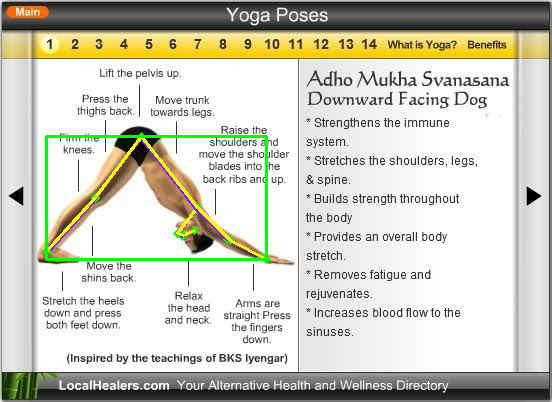 Main
Yoga Poses
1 2 3 4 5 6 7 8 9 10 11 12 13 14 What is Yoga? Benefits
Lift the pelvis up.
Press the
thighs back.
Move trunk
towards legs.
Firm the
knees.
Raise the
shoulders and
move the shoulder
blades into the
back ribs and up.
Move the
shins back.
Stretch the heels
down and press
both feet down.
Relax
the head
and neck.
Arms are
straight Press
the fingers
down.
(Inspired by the teachings of BKS Iyengar)
Adho Mukha Svanasana
Downward Facing Dog
* Strengthens the immune
system.
* Stretches the shoulders, legs,
& spine.
* Builds strength throughout
the body
* Provides an overall body
stretch.
* Removes fatigue and
rejuvenates.
* Increases blood flow to the
sinuses.
LocalHealers.com Your Alternative Health and Wellness Directory